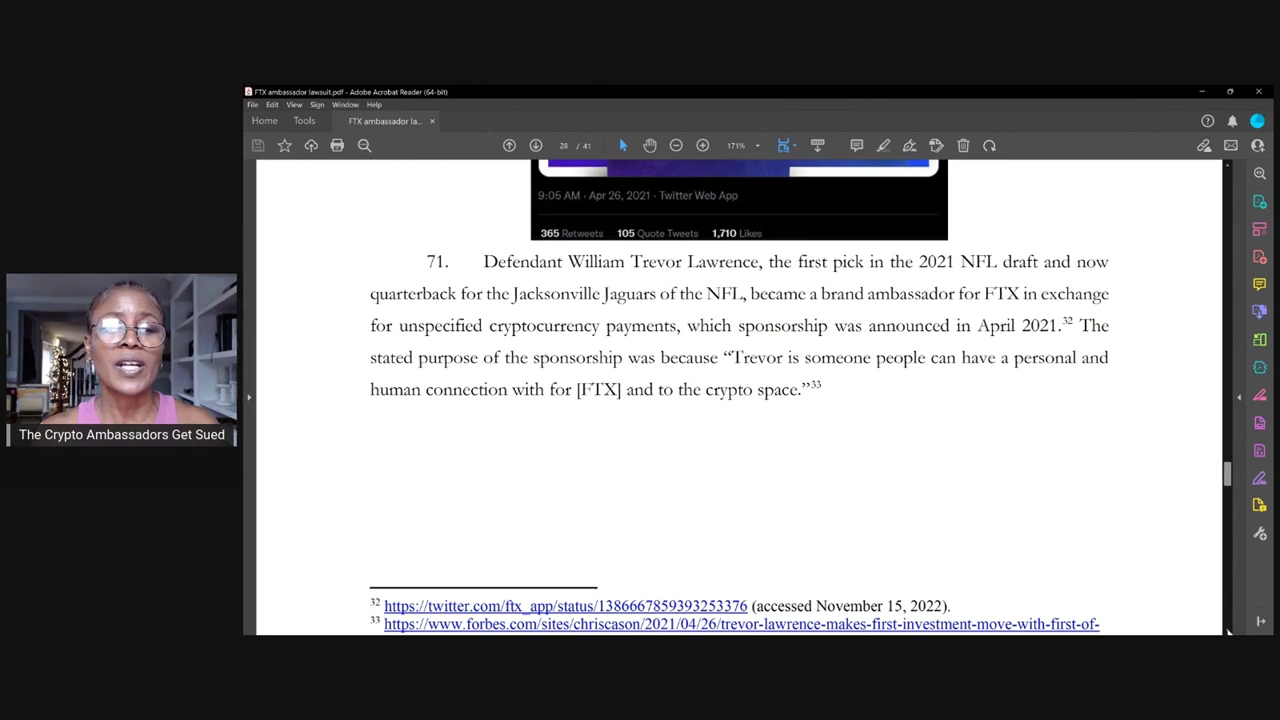 FTX ambassador lawsuit.pdf - Adobe Acrobat Reader (64-bit)
File Edit View Sign Window Help
Home Tools FTX ambassador la... ×
28 / 41 171%
9:05 AM · Apr 26, 2021 · Twitter Web App
365 Retweets 105 Quote Tweets 1,710 Likes
71. Defendant William Trevor Lawrence, the first pick in the 2021 NFL draft and now
quarterback for the Jacksonville Jaguars of the NFL, became a brand ambassador for FTX in exchange
for unspecified cryptocurrency payments, which sponsorship was announced in April 2021.32 The
stated purpose of the sponsorship was because “Trevor is someone people can have a personal and
human connection with for [FTX] and to the crypto space.”33
32 https://twitter.com/ftx_app/status/1386667859393253376 (accessed November 15, 2022).
33 https://www.forbes.com/sites/chriscason/2021/04/26/trevor-lawrence-makes-first-investment-move-with-first-of-
The Crypto Ambassadors Get Sued